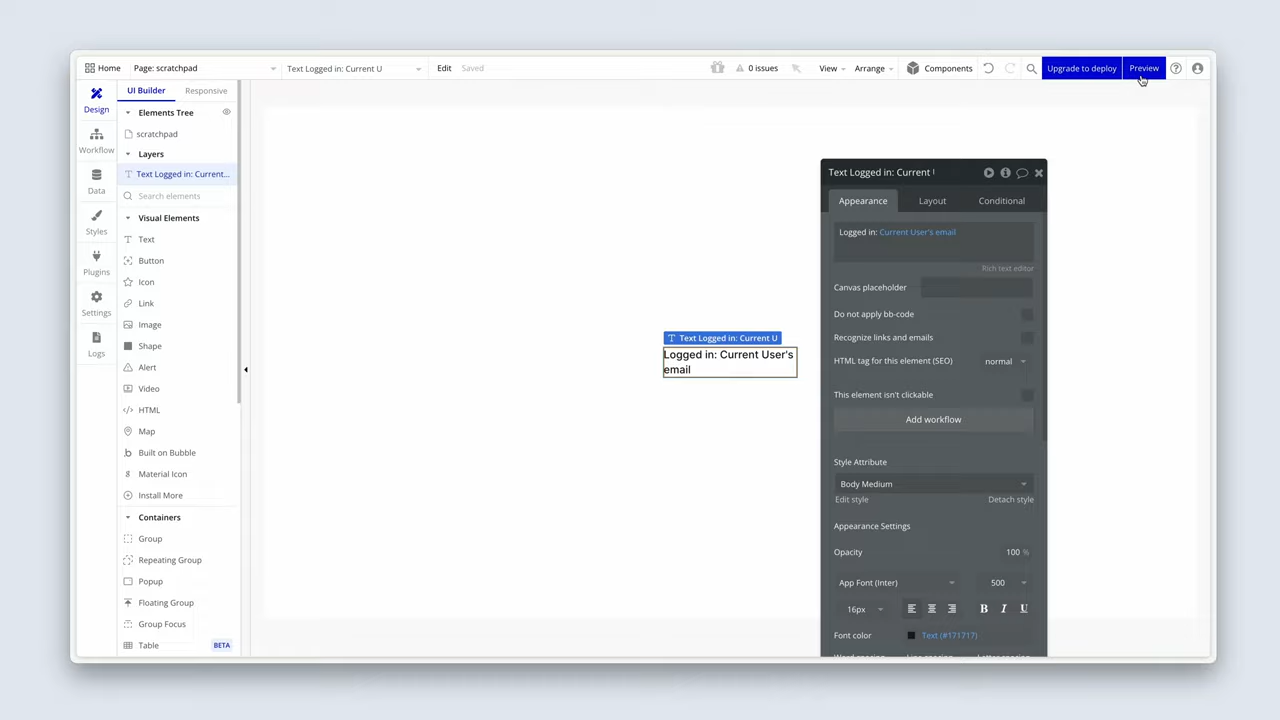 Home
Page: scratchpad
Text Logged in: Current U
Edit
Saved
0 issues
View
Arrange
Components
Upgrade to deploy
Preview
Design
Workflow
Data
Styles
Plugins
Settings
Logs
UI Builder
Responsive
Elements Tree
scratchpad
Layers
Text Logged in: Current...
Search elements
Visual Elements
Text
Button
Icon
Link
Image
Shape
Alert
Video
HTML
Map
Built on Bubble
Material Icon
Install More
Containers
Group
Repeating Group
Popup
Floating Group
Group Focus
Table
BETA
Text Logged in: Current U
Logged in: Current User's
email
Text Logged in: Current
Appearance
Layout
Conditional
Logged in: Current User's email
Rich text editor
Canvas placeholder
Do not apply bb-code
Recognize links and emails
HTML tag for this element (SEO)
normal
This element isn't clickable
Add workflow
Style Attribute
Body Medium
Edit style
Detach style
Appearance Settings
Opacity
100 %
App Font (Inter)
500
16px
B
I
U
Font color
Text (#171717)